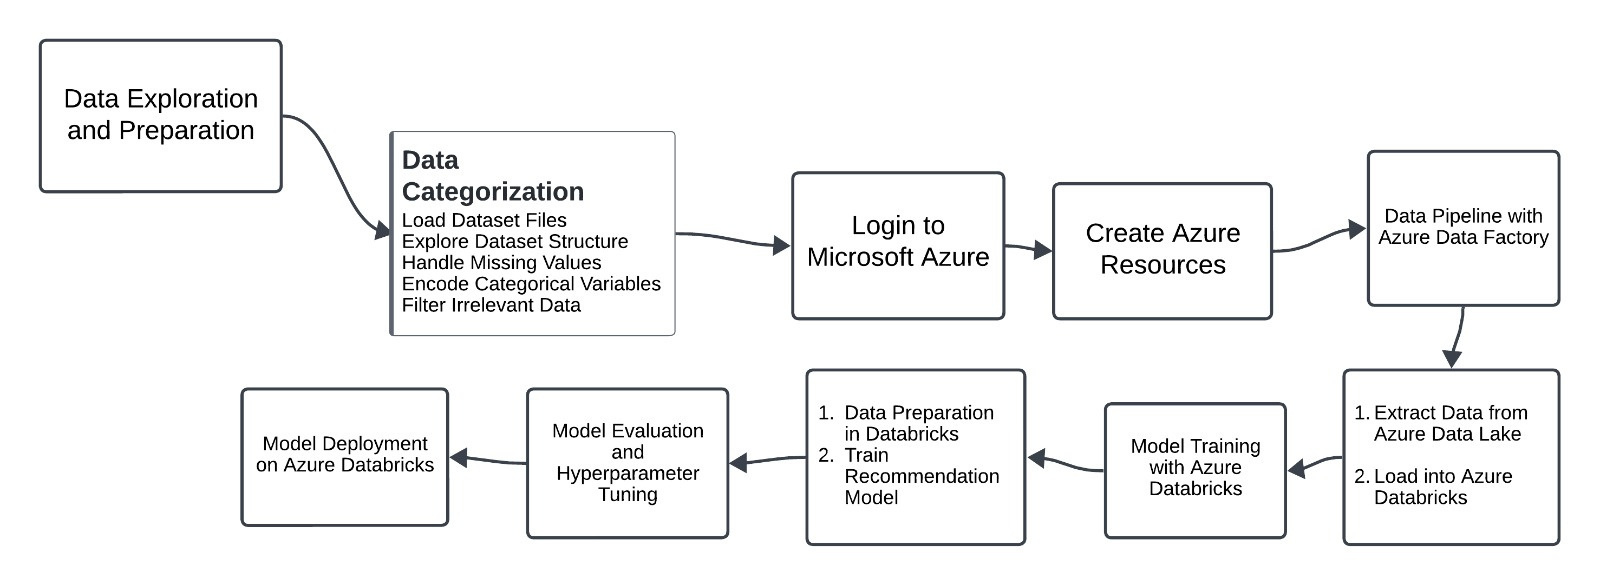 Data Exploration
and Preparation
Data
Categorization
Load Dataset Files
Explore Dataset Structure
Handle Missing Values
Encode Categorical Variables
Filter Irrelevant Data
Login to
Microsoft Azure
Create Azure
Resources
Data Pipeline with
Azure Data Factory
1. Extract Data from
Azure Data Lake
2. Load into Azure
Databricks
Model Training
with Azure
Databricks
1. Data Preparation
in Databricks
2. Train
Recommendation
Model
Model Evaluation
and
Hyperparameter
Tuning
Model Deployment
on Azure Databricks